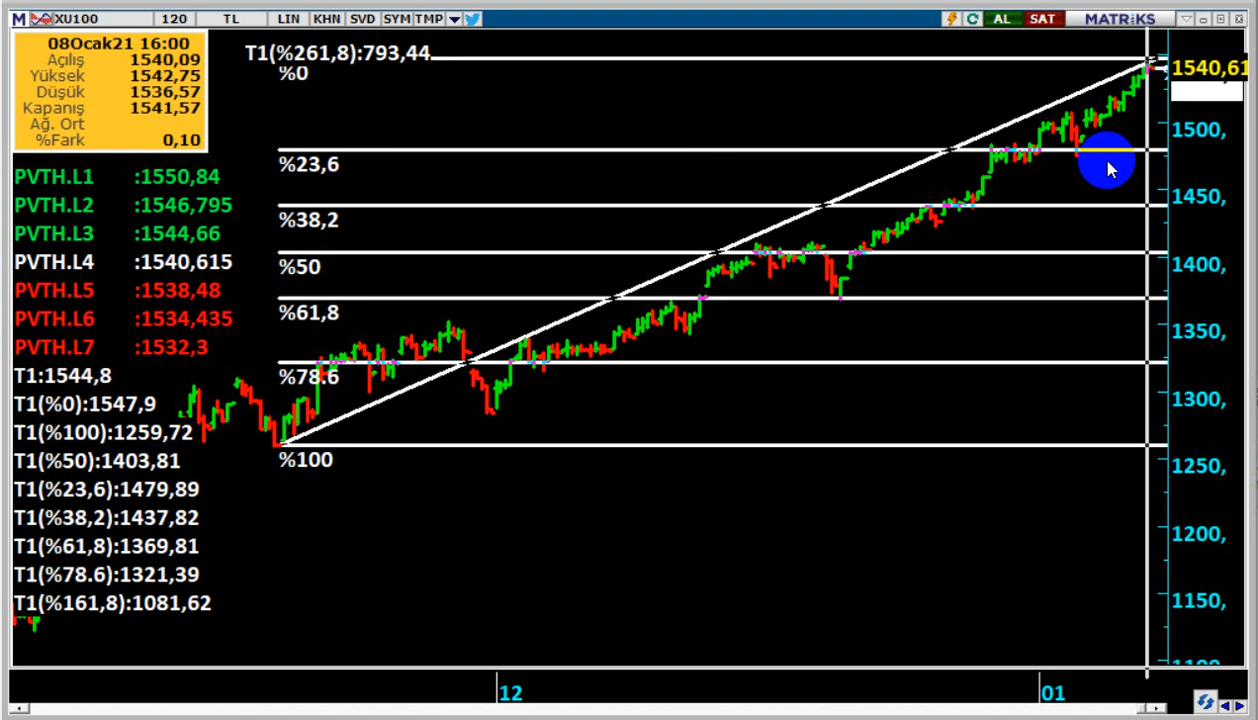 M XU100 120 TL LIN KHN SVD SYM TMP AL SAT MATRiKS
08Ocak21 16:00
Açılış 1540,09
Yüksek 1542,75
Düşük 1536,57
Kapanış 1541,57
Ağ. Ort
%Fark 0,10
T1(%261,8):793,44
%0
%23,6
%38,2
%50
%61,8
%78.6
%100
PVTH.L1 :1550,84
PVTH.L2 :1546,795
PVTH.L3 :1544,66
PVTH.L4 :1540,615
PVTH.L5 :1538,48
PVTH.L6 :1534,435
PVTH.L7 :1532,3
T1:1544,8
T1(%0):1547,9
T1(%100):1259,72
T1(%50):1403,81
T1(%23,6):1479,89
T1(%38,2):1437,82
T1(%61,8):1369,81
T1(%78.6):1321,39
T1(%161,8):1081,62
1540,61
1500,
1450,
1400,
1350,
1300,
1250,
1200,
1150,
12 01